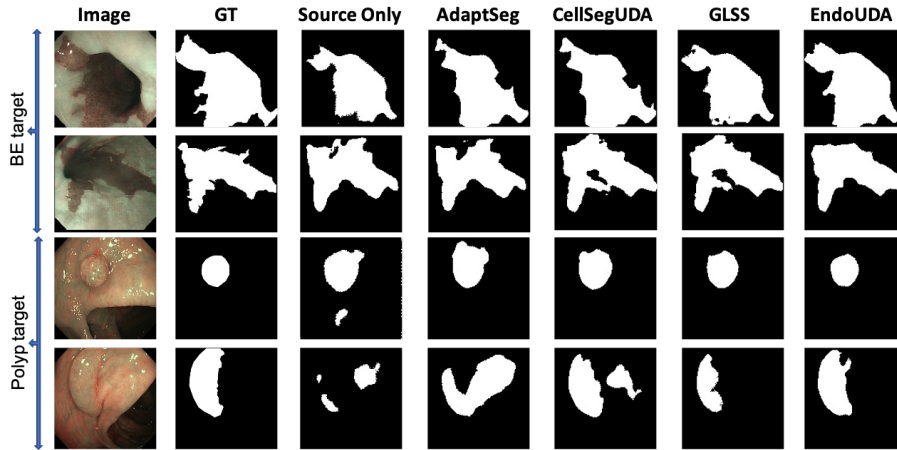 Image GT Source Only AdaptSeg CellSegUDA GLSS EndoUDA
BE target
Polyp target